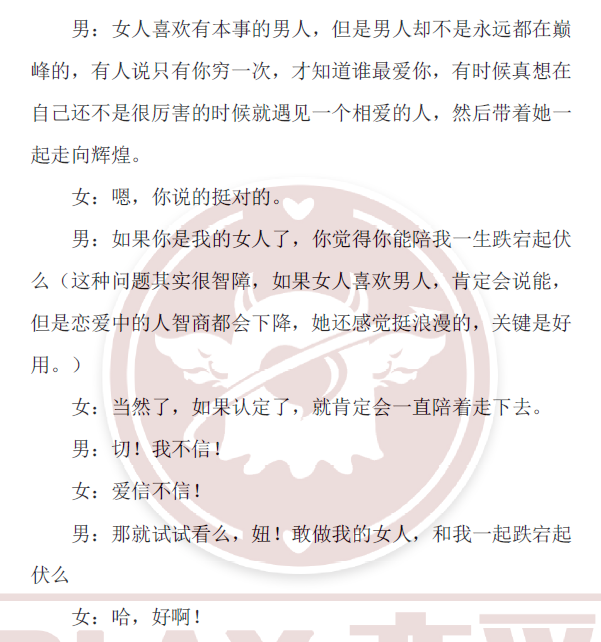 男：女人喜欢有本事的男人，但是男人却不是永远都在巅
峰的，有人说只有你穷一次，才知道谁最爱你，有时候真想在
自己还不是很厉害的时候就遇见一个相爱的人，然后带着她一
起走向辉煌。
女：嗯，你说的挺对的。
男：如果你是我的女人了，你觉得你能陪我一生跌宕起伏
么（这种问题其实很智障，如果女人喜欢男人，肯定会说能，
但是恋爱中的人智商都会下降，她还感觉挺浪漫的，关键是好
用。）
女：当然了，如果认定了，就肯定会一直陪着走下去。
男：切！我不信！
女：爱信不信！
男：那就试试看么，妞！敢做我的女人，和我一起跌宕起
伏么
女：哈，好啊！